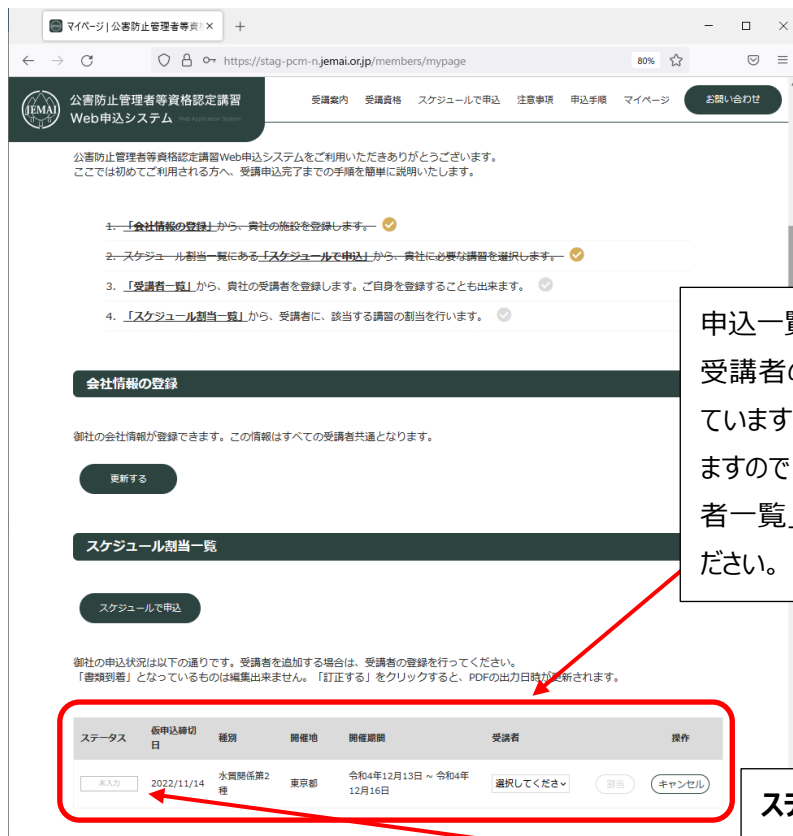 マイページ | 公害防止管理者等資
https://stag-pcm-n.jemai.or.jp/members/mypage
80%
JEMAI
公害防止管理者等資格認定講習
Web申込システム Web Application System
受講案内 受講資格 スケジュールで申込 注意事項 申込手順 マイページ お問い合わせ
公害防止管理者等資格認定講習Web申込システムをご利用いただきありがとうございます。
ここでは初めてご利用される方へ、受講申込完了までの手順を簡単に説明いたします。
1. 「会社情報の登録」から、貴社の施設を登録します。
2. スケジュール割当一覧にある「スケジュールで申込」から、貴社に必要な講習を選択します。
3. 「受講者一覧」から、貴社の受講者を登録します。ご自身を登録することも出来ます。
4. 「スケジュール割当一覧」から、受講者に、該当する講習の割当を行います。
申込一覧
受講者の
ています
ますので
者一覧」
ださい。
会社情報の登録
御社の会社情報が登録できます。この情報はすべての受講者共通となります。
更新する
スケジュール割当一覧
スケジュールで申込
御社の申込状況は以下の通りです。受講者を追加する場合は、受講者の登録を行ってください。
「書類到着」となっているものは編集出来ません。「訂正する」をクリックすると、PDFの出力日時が更新されます。
ステータス 仮申込締切日 種別 開催地 開催期間 受講者 操作
未入力 2022/11/14 水質関係第2種 東京都 令和4年12月13日 ~ 令和4年12月16日 選択してくださ 割当 キャンセル